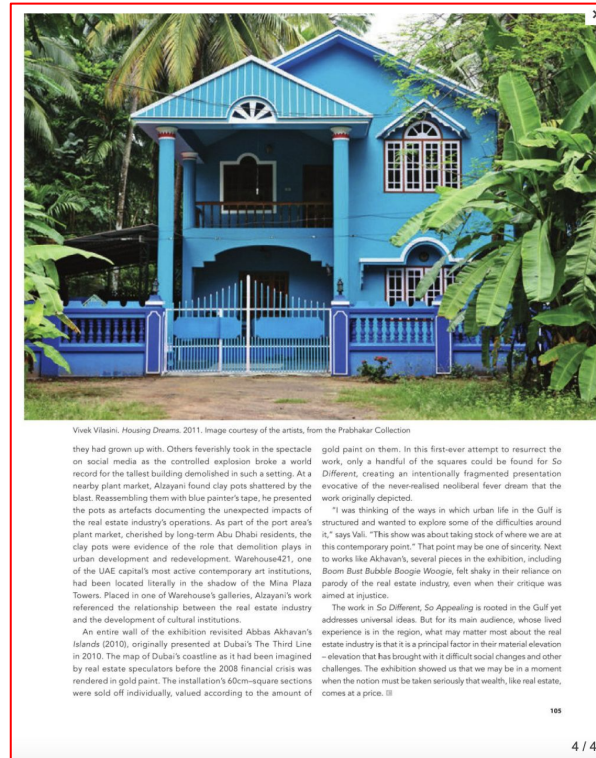 Vivek Vilasini. Housing Dreams. 2011. Image courtesy of the artists, from the Prabhakar Collection
they had grown up with. Others feverishly took in the spectacle
on social media as the controlled explosion broke a world
record for the tallest building demolished in such a setting. At a
nearby plant market, Alzayani found clay pots shattered by the
blast. Reassembling them with blue painter's tape, he presented
the pots as artefacts documenting the unexpected impacts of
the real estate industry's operations. As part of the port area's
plant market, cherished by long-term Abu Dhabi residents, the
clay pots were evidence of the role that demolition plays in
urban development and redevelopment. Warehouse421, one
of the UAE capital's most active contemporary art institutions,
had been located literally in the shadow of the Mina Plaza
Towers. Placed in one of Warehouse's galleries, Alzayani's work
referenced the relationship between the real estate industry
and the development of cultural institutions.
An entire wall of the exhibition revisited Abbas Akhavan's
Islands (2010), originally presented at Dubai's The Third Line
in 2010. The map of Dubai's coastline as it had been imagined
by real estate speculators before the 2008 financial crisis was
rendered in gold paint. The installation's 60cm-square sections
were sold off individually, valued according to the amount of
gold paint on them. In this first-ever attempt to resurrect the
work, only a handful of the squares could be found for So
Different, creating an intentionally fragmented presentation
evocative of the never-realised neoliberal fever dream that the
work originally depicted.
"I was thinking of the ways in which urban life in the Gulf is
structured and wanted to explore some of the difficulties around
it," says Vali. "This show was about taking stock of where we are at
this contemporary point." That point may be one of sincerity. Next
to works like Akhavan's, several pieces in the exhibition, including
Boom Bust Bubble Boogie Woogie, felt shaky in their reliance on
parody of the real estate industry, even when their critique was
aimed at injustice.
The work in So Different, So Appealing is rooted in the Gulf yet
addresses universal ideas. But for its main audience, whose lived
experience is in the region, what may matter most about the real
estate industry is that it is a principal factor in their material elevation
– elevation that has brought with it difficult social changes and other
challenges. The exhibition showed us that we may be in a moment
when the notion must be taken seriously that wealth, like real estate,
comes at a price.
105
4 / 4